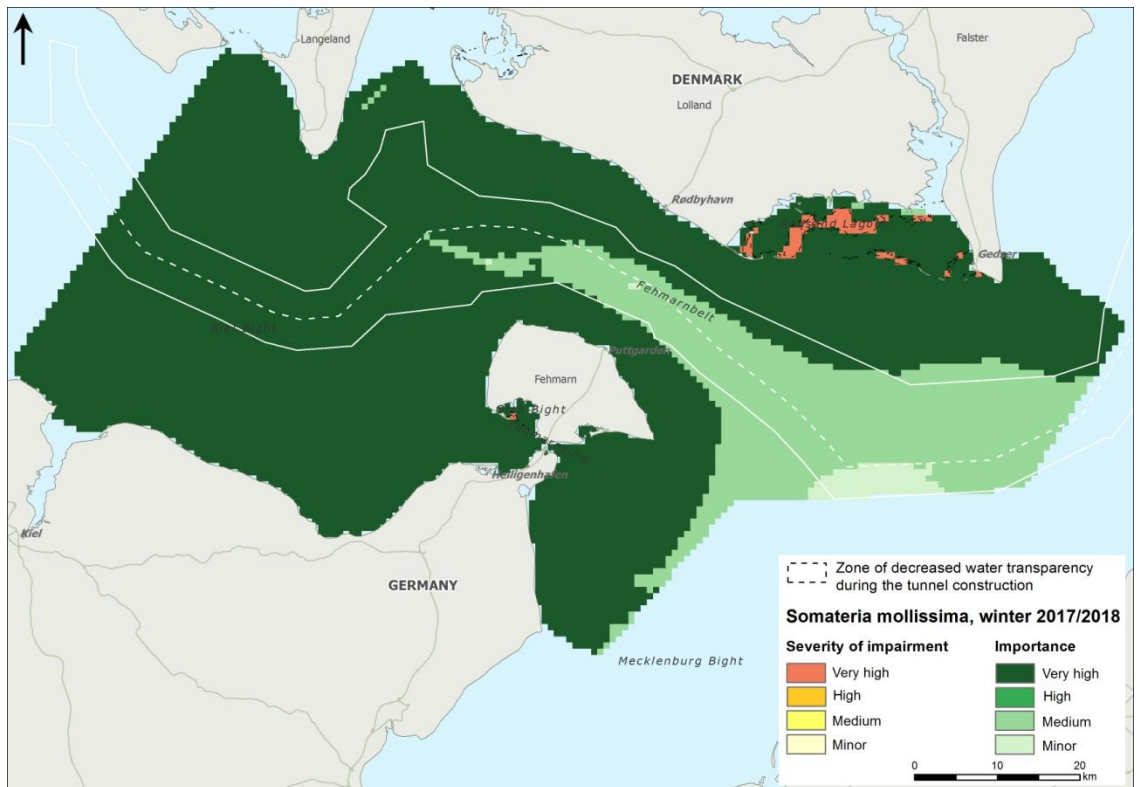 Langeland
Falster
DENMARK
Lolland
Rødbyhavn
Gedser
Fehmarnbelt
Kiel Bight
Puttgarden
Fehmarn
Bight
Heiligenhafen
Kiel
GERMANY
Mecklenburg Bight
Zone of decreased water transparency
during the tunnel construction
Somateria mollissima, winter 2017/2018
Severity of impairment
Importance
Very high
Very high
High
High
Medium
Medium
Minor
Minor
0 10 20
km